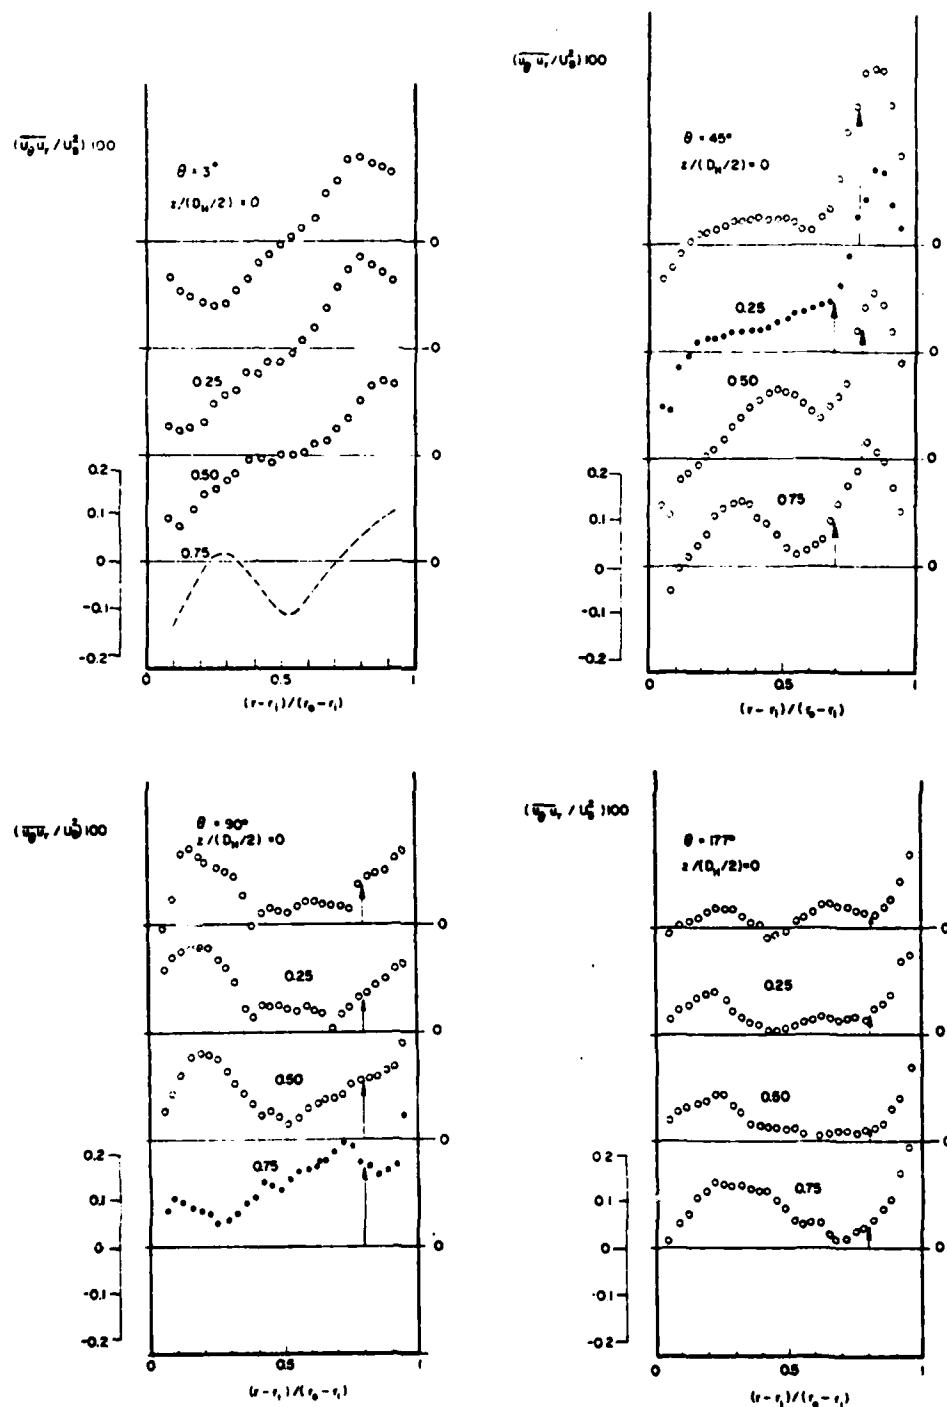 (u̅θ̅ u̅r̅ / U_B²) 100
θ = 3°
z/(D_H/2) = 0
0
0
0.25
0
0.50
0.75
0
0.2
0.1
0
-0.1
-0.2
0 0.5 1
(r-r_i)/(r_o-r_i)
(u̅θ̅ u̅r̅ / U_B²) 100
θ = 45°
z/(D_H/2) = 0
0
0.25
0
0.50
0
0.75
0
0.2
0.1
0
-0.1
-0.2
0 0.5 1
(r-r_i)/(r_o-r_i)
(u̅θ̅ u̅r̅ / U_B²) 100
θ = 90°
z/(D_H/2) = 0
0
0.25
0
0.50
0
0.75
0
0.2
0.1
0
-0.1
-0.2
0 0.5 1
(r-r_i)/(r_o-r_i)
(u̅θ̅ u̅r̅ / U_B²) 100
θ = 177°
z/(D_H/2)=0
0
0.25
0
0.50
0
0.75
0
0.2
0.1
0
-0.1
-0.2
0 0.5 1
(r-r_i)/(r_o-r_i)